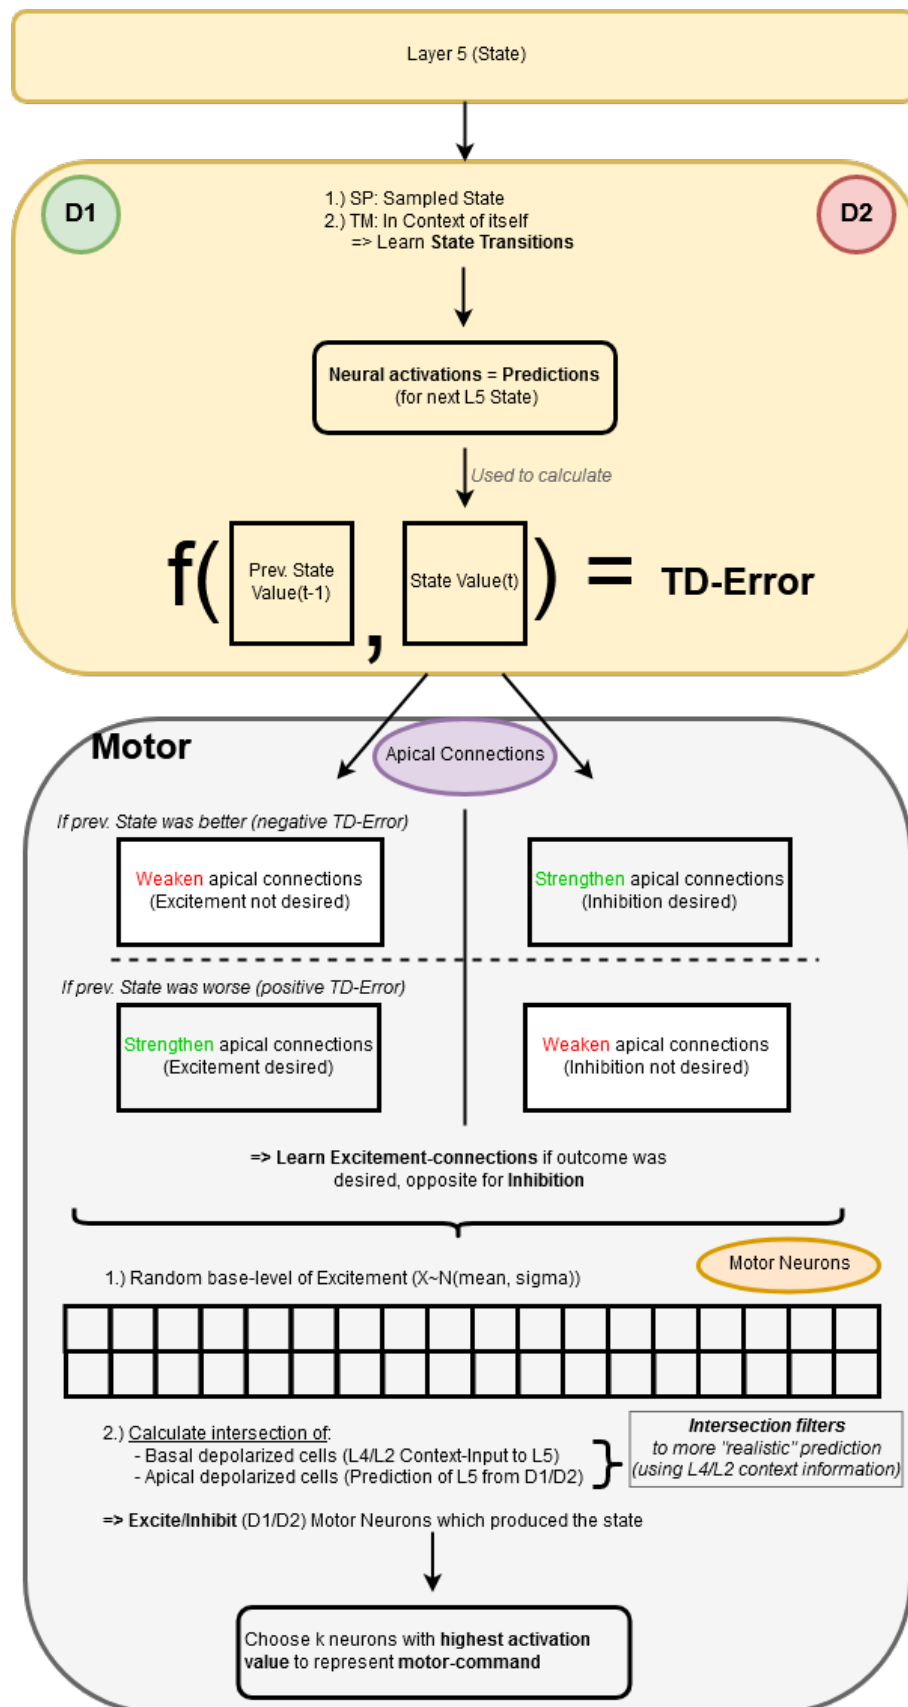 Layer 5 (State)
D1
D2
1.) SP: Sampled State
2.) TM: In Context of itself
=> Learn State Transitions
Neural activations = Predictions
(for next L5 State)
Used to calculate
f( Prev. State
Value(t-1)
,
State Value(t)
) = TD-Error
Motor
Apical Connections
If prev. State was better (negative TD-Error)
Weaken apical connections
(Excitement not desired)
Strengthen apical connections
(Inhibition desired)
If prev. State was worse (positive TD-Error)
Strengthen apical connections
(Excitement desired)
Weaken apical connections
(Inhibition not desired)
=> Learn Excitement-connections if outcome was
desired, opposite for Inhibition
Motor Neurons
1.) Random base-level of Excitement (X~N(mean, sigma))
2.) Calculate intersection of:
- Basal depolarized cells (L4/L2 Context-Input to L5)
- Apical depolarized cells (Prediction of L5 from D1/D2)
Intersection filters
to more "realistic" prediction
(using L4/L2 context information)
=> Excite/Inhibit (D1/D2) Motor Neurons which produced the state
Choose k neurons with highest activation
value to represent motor-command